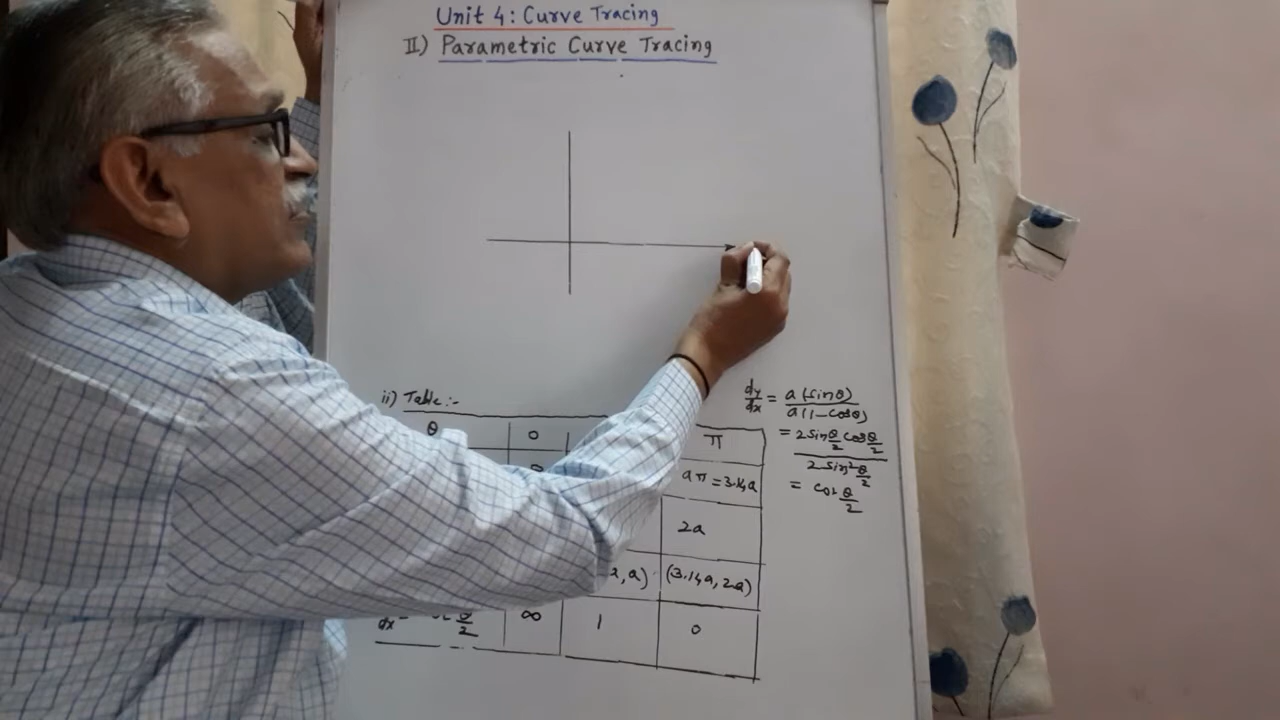 Unit 4: Curve Tracing
II) Parametric Curve Tracing
ii) Table :-
θ 0 π
aπ = 3.14a
2a
, a) (3.14a, 2a)
θ/2 ∞ 1 0
dy/dx = a(sinθ)/a(1-cosθ)
= 2sin θ/2 cos θ/2 / 2sin² θ/2
= cot θ/2